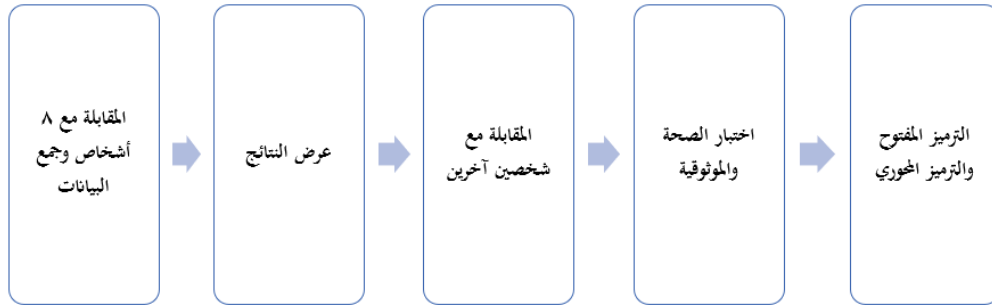 المقابلة مع ٨
أشخاص وجمع
البيانات
عرض النتائج
المقابلة مع
شخصين آخرين
اختبار الصحة
والموثوقية
الترميز المفتوح
والترميز المحوري